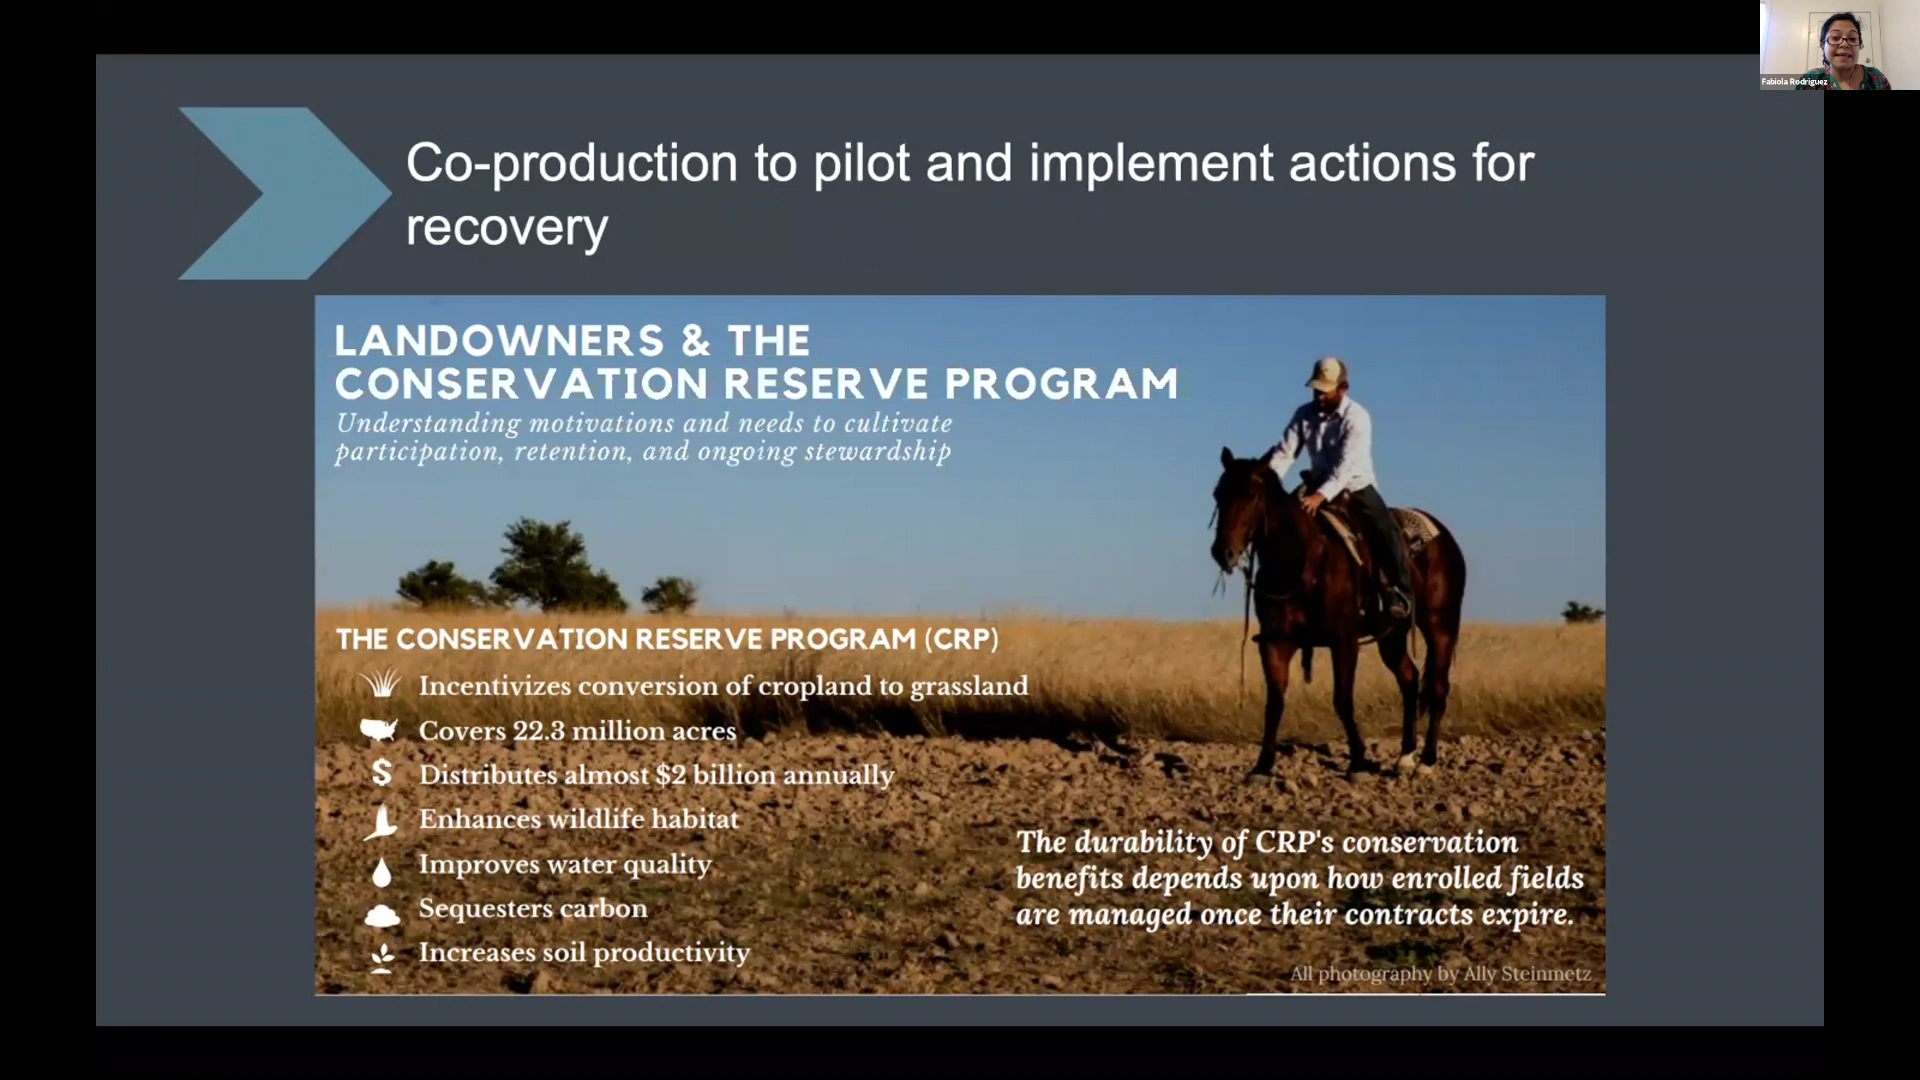 Fabiola Rodriguez
Co-production to pilot and implement actions for
recovery
LANDOWNERS & THE
CONSERVATION RESERVE PROGRAM
Understanding motivations and needs to cultivate
participation, retention, and ongoing stewardship
THE CONSERVATION RESERVE PROGRAM (CRP)
Incentivizes conversion of cropland to grassland
Covers 22.3 million acres
$ Distributes almost $2 billion annually
Enhances wildlife habitat
Improves water quality
Sequesters carbon
Increases soil productivity
The durability of CRP's conservation
benefits depends upon how enrolled fields
are managed once their contracts expire.
All photography by Ally Steinmetz